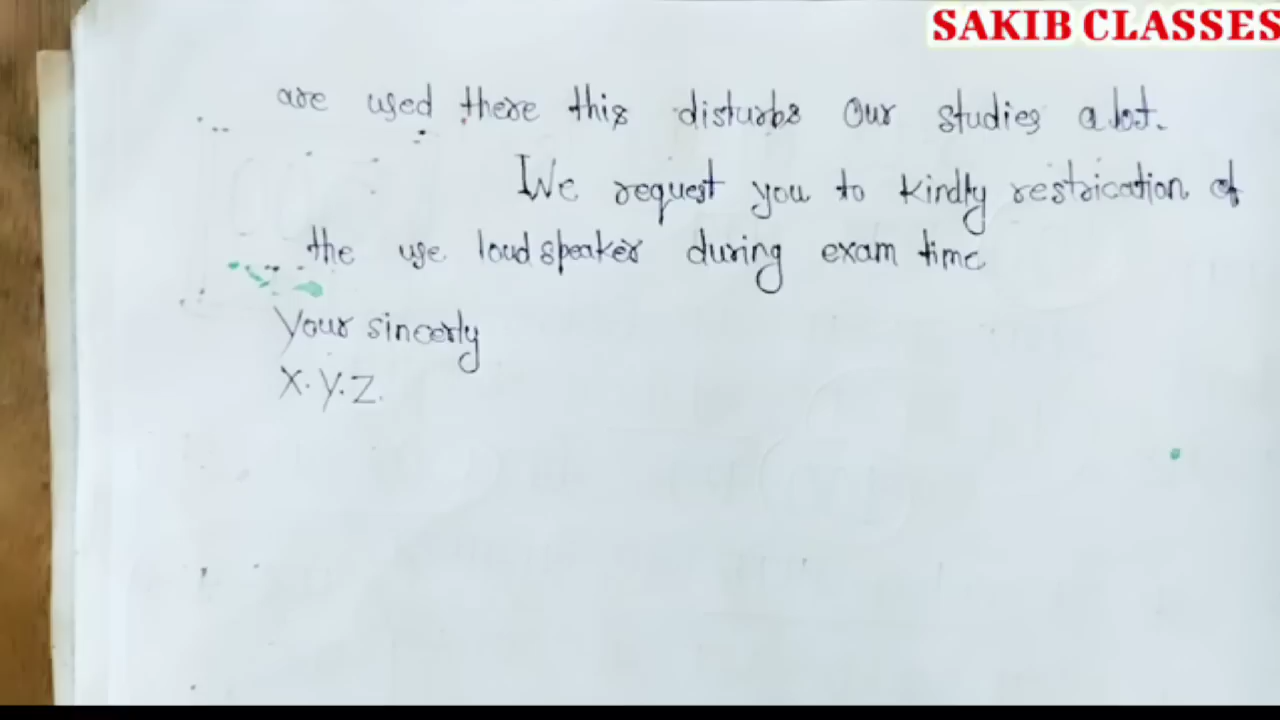 SAKIB CLASSES
are used there this disturbs our studies a lot.
We request you to kindly restrication of
the use loudspeaker during exam time
Your sincerly
X.Y.Z.